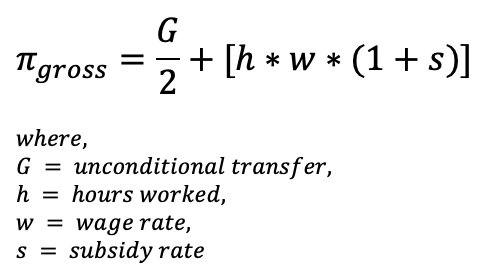 π_gross = G/2 + [h * w * (1 + s)]
where,
G = unconditional transfer,
h = hours worked,
w = wage rate,
s = subsidy rate